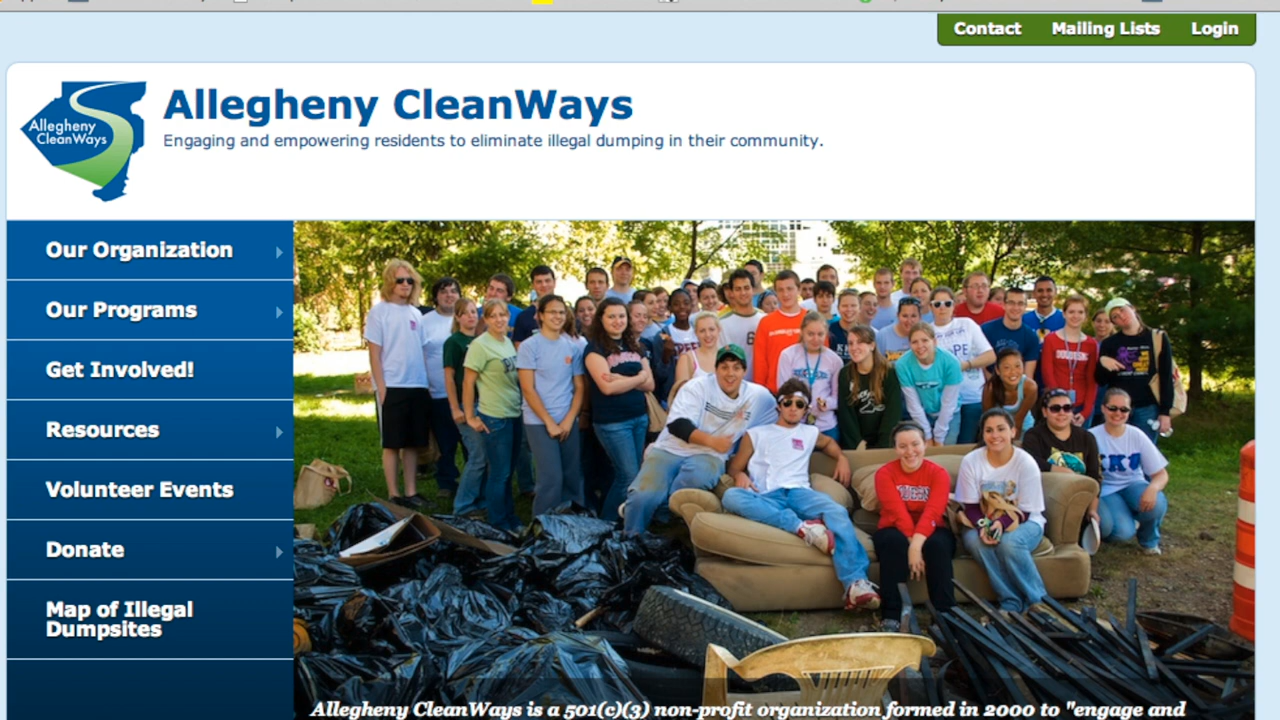 Contact Mailing Lists Login
Allegheny
CleanWays
Allegheny CleanWays
Engaging and empowering residents to eliminate illegal dumping in their community.
Our Organization
Our Programs
Get Involved!
Resources
Volunteer Events
Donate
Map of Illegal
Dumpsites
Allegheny CleanWays is a 501(c)(3) non-profit organization formed in 2000 to "engage and